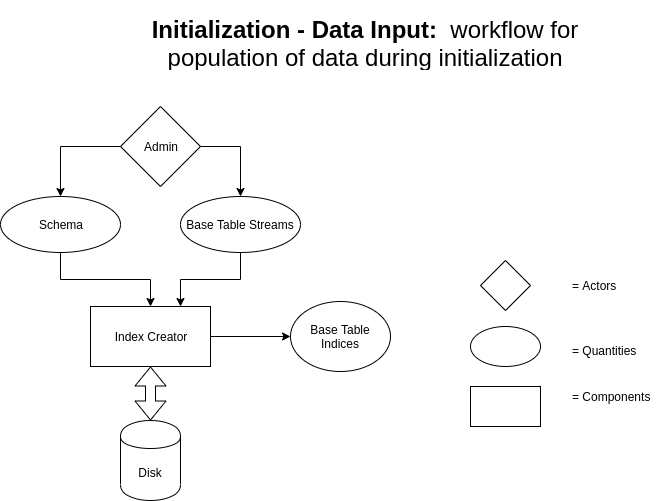 Initialization - Data Input: workflow for
population of data during initialization
Admin
Schema
Base Table Streams
Index Creator
Base Table
Indices
Disk
= Actors
= Quantities
= Components